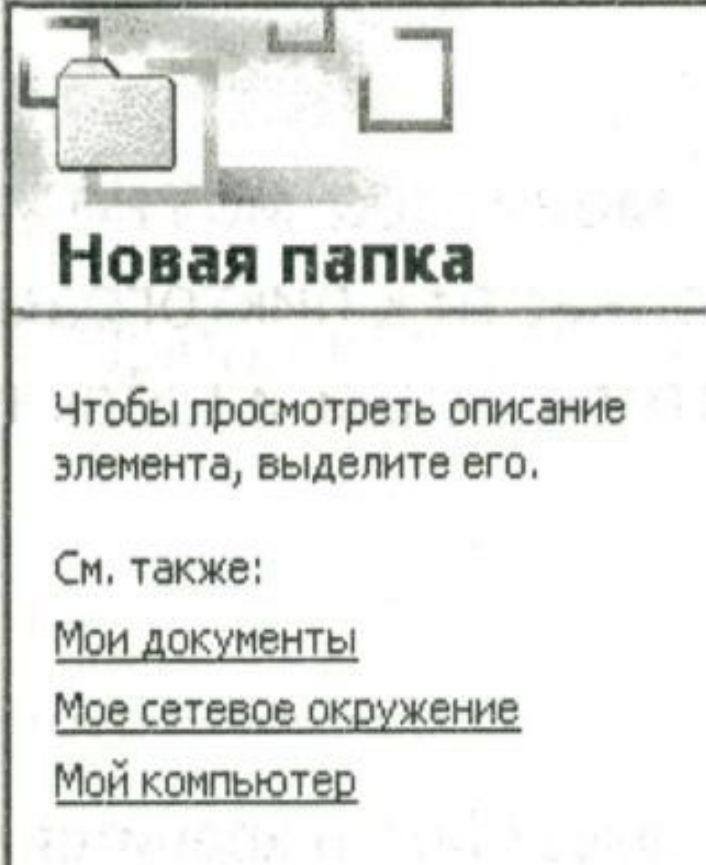 Новая папка
Чтобы просмотреть описание
элемента, выделите его.
См. также:
Мои документы
Мое сетевое окружение
Мой компьютер